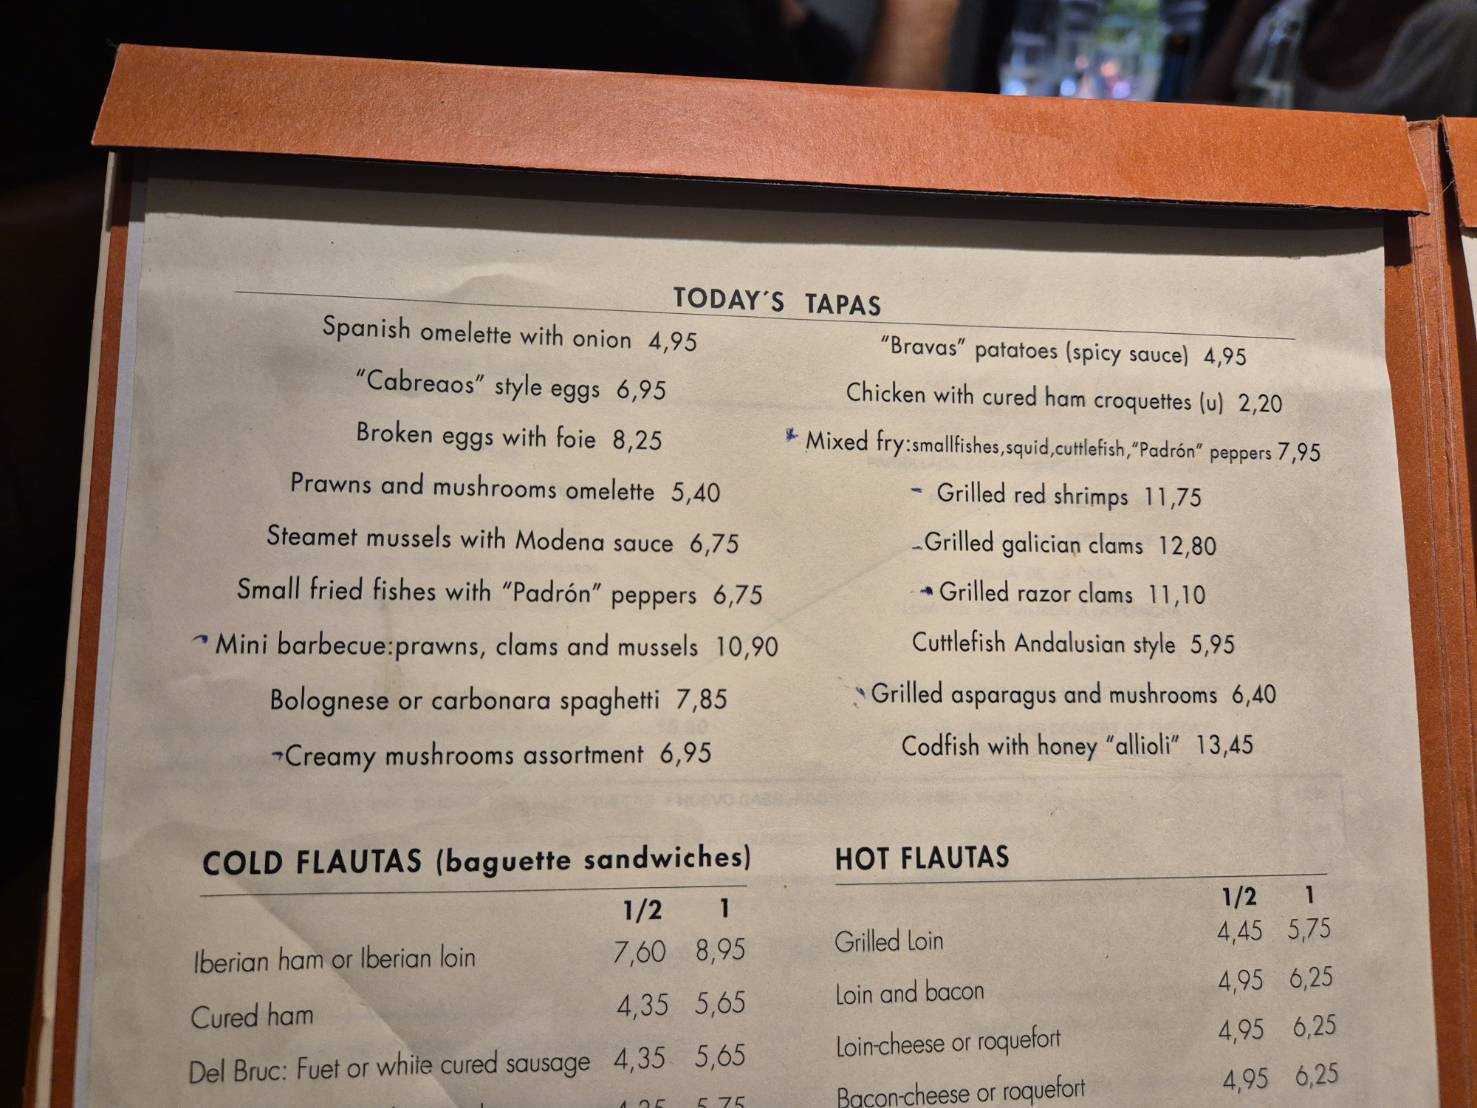 TODAY´S TAPAS
Spanish omelette with onion 4,95
"Cabreaos" style eggs 6,95
Broken eggs with foie 8,25
Prawns and mushrooms omelette 5,40
Steamet mussels with Modena sauce 6,75
Small fried fishes with "Padrón" peppers 6,75
Mini barbecue:prawns, clams and mussels 10,90
Bolognese or carbonara spaghetti 7,85
Creamy mushrooms assortment 6,95
"Bravas" patatoes (spicy sauce) 4,95
Chicken with cured ham croquettes (u) 2,20
Mixed fry:smallfishes,squid,cuttlefish,"Padrón" peppers 7,95
Grilled red shrimps 11,75
Grilled galician clams 12,80
Grilled razor clams 11,10
Cuttlefish Andalusian style 5,95
Grilled asparagus and mushrooms 6,40
Codfish with honey "allioli" 13,45
COLD FLAUTAS (baguette sandwiches)
1/2 1
Iberian ham or Iberian loin 7,60 8,95
Cured ham 4,35 5,65
Del Bruc: Fuet or white cured sausage 4,35 5,65
HOT FLAUTAS
1/2 1
Grilled Loin 4,45 5,75
Loin and bacon 4,95 6,25
Loin-cheese or roquefort 4,95 6,25
Bacon-cheese or roquefort 4,95 6,25